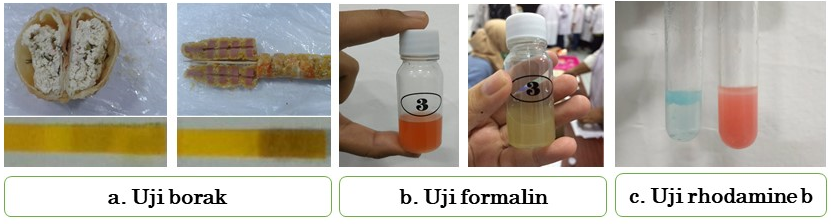 3
3
a. Uji borak
b. Uji formalin
c. Uji rhodamine b